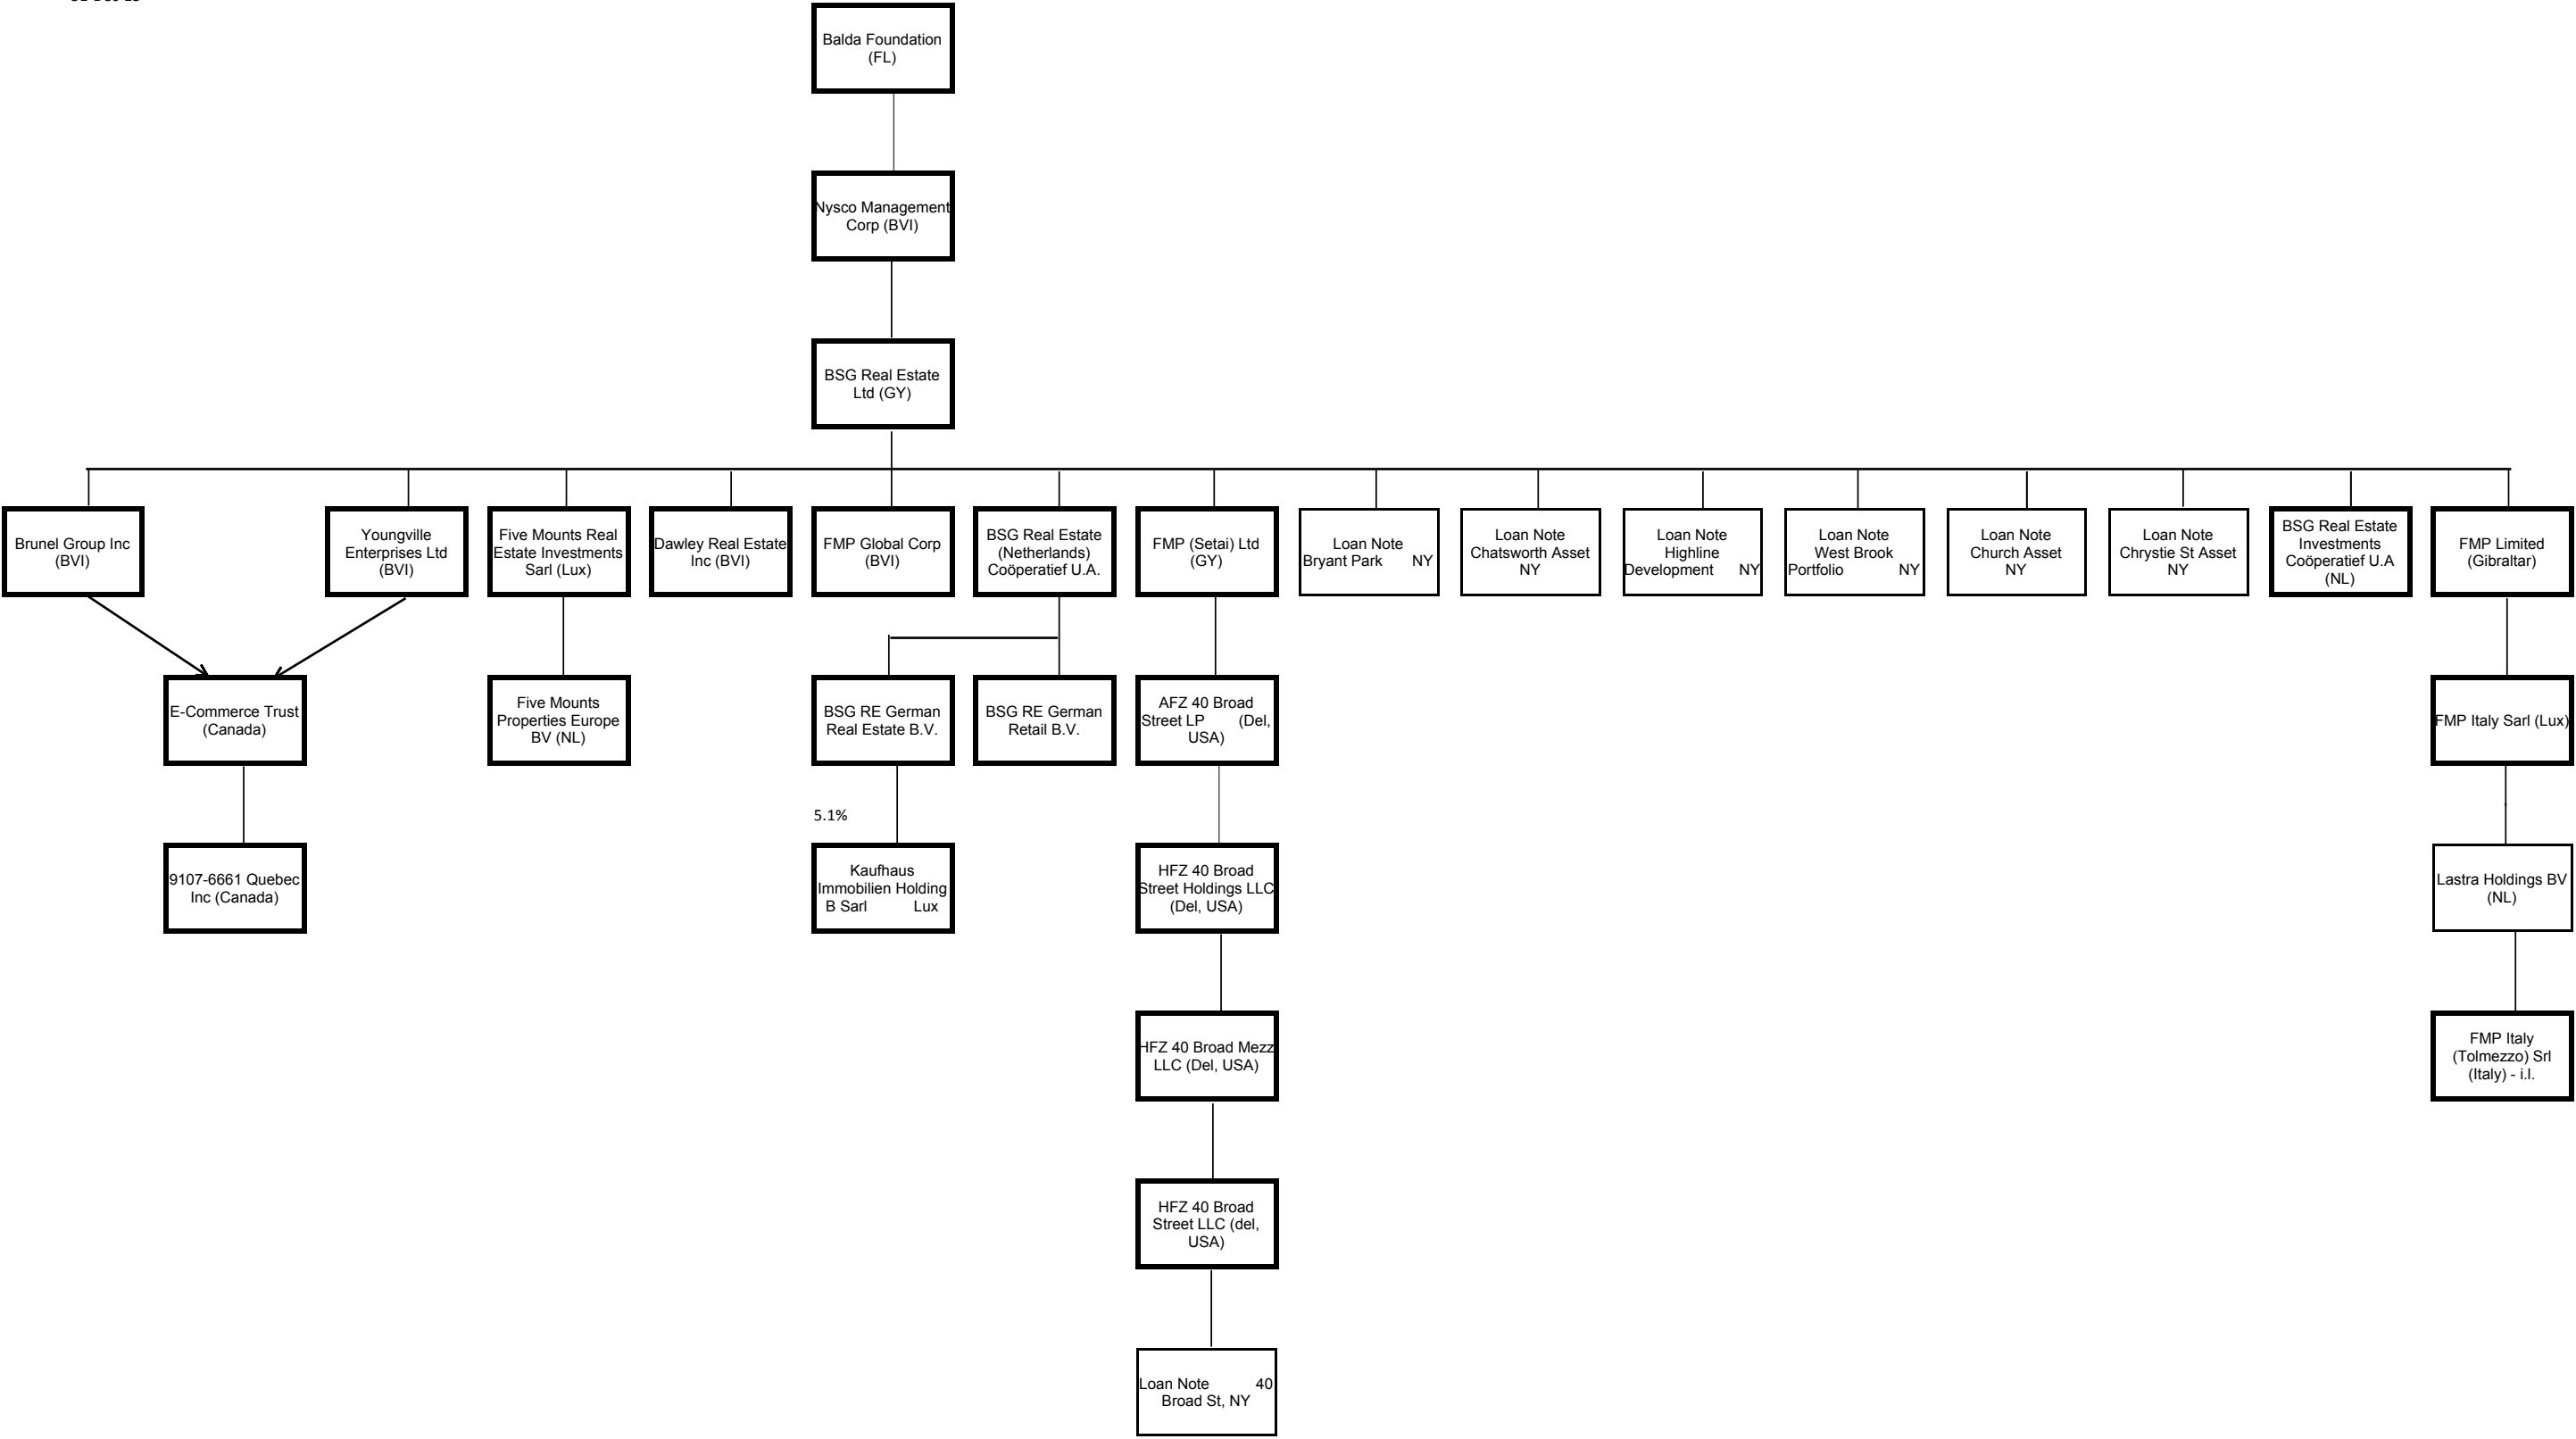 Balda Foundation
(FL)
Nysco Management
Corp (BVI)
BSG Real Estate
Ltd (GY)
Brunel Group Inc
(BVI)
Youngville
Enterprises Ltd
(BVI)
Five Mounts Real
Estate Investments
Sarl (Lux)
Dawley Real Estate
Inc (BVI)
FMP Global Corp
(BVI)
BSG Real Estate
(Netherlands)
Coöperatief U.A.
FMP (Setai) Ltd
(GY)
Loan Note
Bryant Park NY
Loan Note
Chatsworth Asset
NY
Loan Note
Highline
Development NY
Loan Note
West Brook
Portfolio NY
Loan Note
Church Asset
NY
Loan Note
Chrystie St Asset
NY
BSG Real Estate
Investments
Coöperatief U.A
(NL)
FMP Limited
(Gibraltar)
E-Commerce Trust
(Canada)
Five Mounts
Properties Europe
BV (NL)
BSG RE German
Real Estate B.V.
BSG RE German
Retail B.V.
AFZ 40 Broad
Street LP (Del,
USA)
FMP Italy Sarl (Lux)
5.1%
9107-6661 Quebec
Inc (Canada)
Kaufhaus
Immobilien Holding
B Sarl Lux
HFZ 40 Broad
Street Holdings LLC
(Del, USA)
Lastra Holdings BV
(NL)
HFZ 40 Broad Mezz
LLC (Del, USA)
FMP Italy
(Tolmezzo) Srl
(Italy) - i.l.
HFZ 40 Broad
Street LLC (del,
USA)
Loan Note 40
Broad St, NY